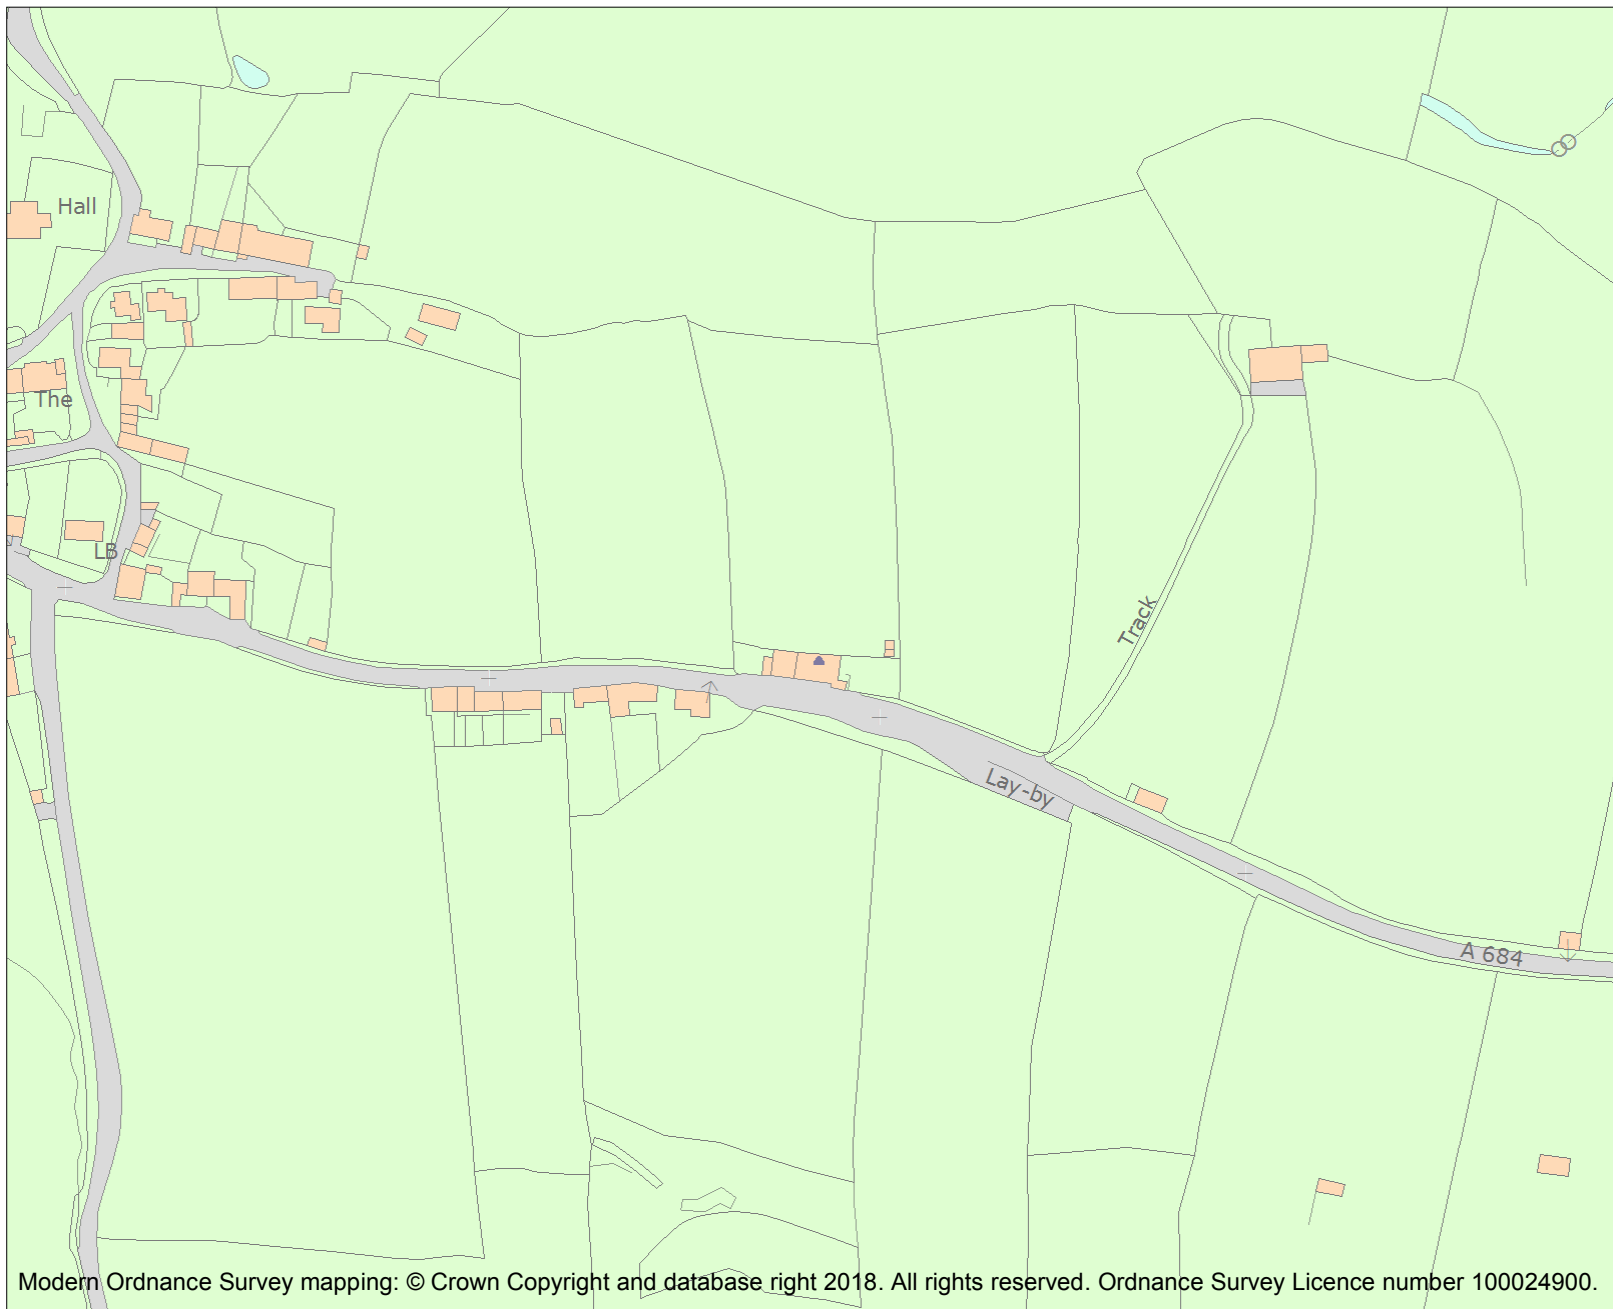 Hall
The
LB
Track
Lay-by
A 684
Modern Ordnance Survey mapping: © Crown Copyright and database right 2018. All rights reserved. Ordnance Survey Licence number 100024900.